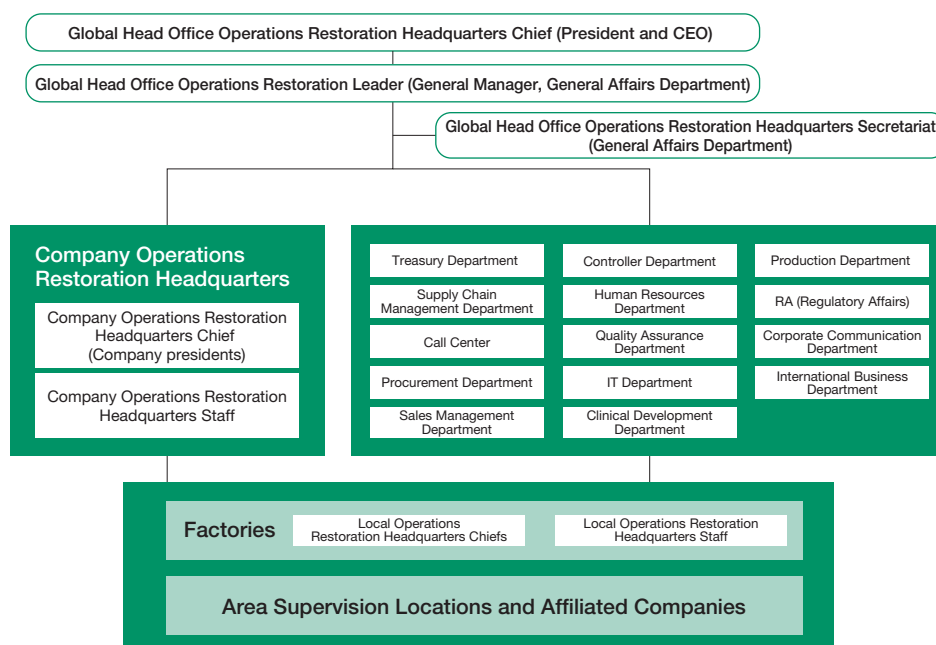 Global Head Office Operations Restoration Headquarters Chief (President and CEO)
Global Head Office Operations Restoration Leader (General Manager, General Affairs Department)
Global Head Office Operations Restoration Headquarters Secretariat
(General Affairs Department)
Company Operations
Restoration Headquarters
Company Operations Restoration
Headquarters Chief
(Company presidents)
Company Operations Restoration
Headquarters Staff
Treasury Department
Controller Department
Production Department
Supply Chain
Management Department
Human Resources
Department
RA (Regulatory Affairs)
Call Center
Quality Assurance
Department
Corporate Communication
Department
Procurement Department
IT Department
International Business
Department
Sales Management
Department
Clinical Development
Department
Factories
Local Operations
Restoration Headquarters Chiefs
Local Operations Restoration
Headquarters Staff
Area Supervision Locations and Affiliated Companies